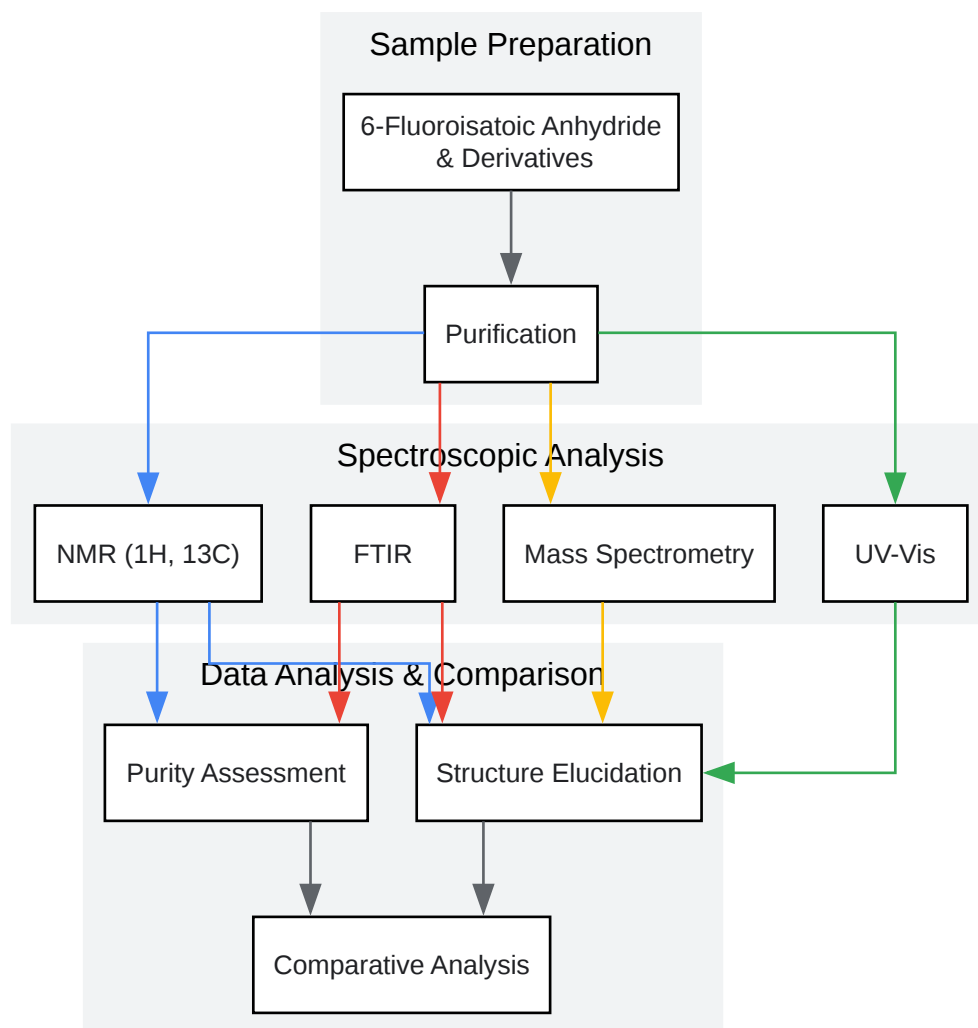 Sample Preparation
6-Fluoroisatoic Anhydride
& Derivatives
Purification
Spectroscopic Analysis
NMR (1H, 13C)
FTIR
Mass Spectrometry
UV-Vis
Data Analysis & Comparison
Purity Assessment
Structure Elucidation
Comparative Analysis